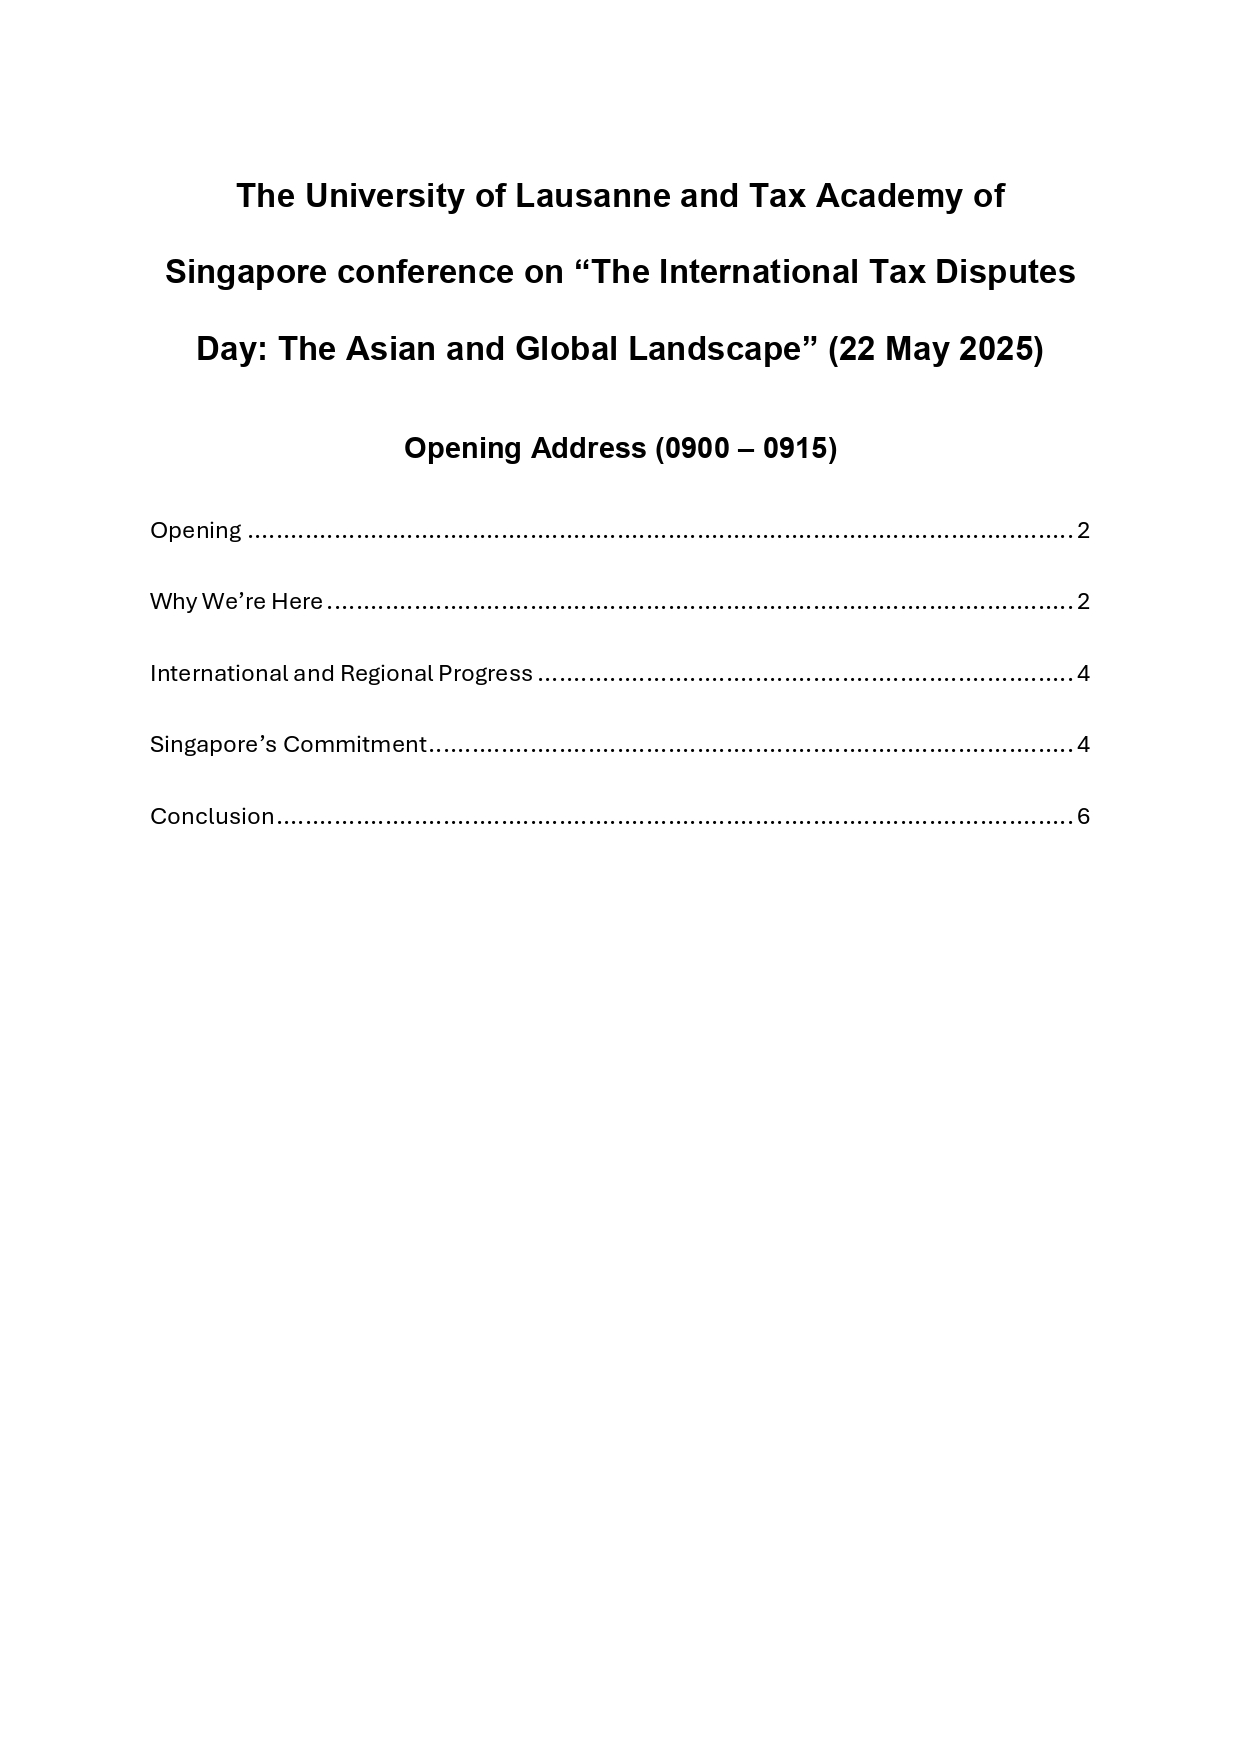 The University of Lausanne and Tax Academy of
Singapore conference on “The International Tax Disputes
Day: The Asian and Global Landscape” (22 May 2025)
Opening Address (0900 – 0915)
Opening ........................................................................................................................ 2
Why We’re Here ........................................................................................................................ 2
International and Regional Progress ........................................................................................................................ 4
Singapore’s Commitment ........................................................................................................................ 4
Conclusion ........................................................................................................................ 6